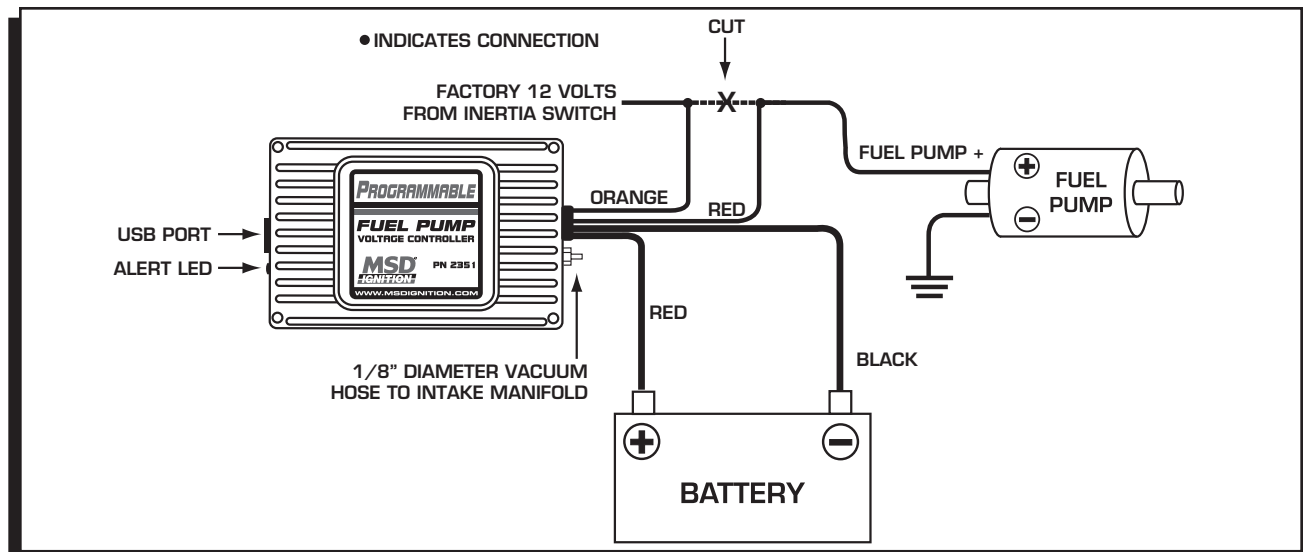 ● INDICATES CONNECTION
CUT
FACTORY 12 VOLTS
FROM INERTIA SWITCH
X
FUEL PUMP +
+
FUEL
PUMP
−
ORANGE
RED
PROGRAMMABLE
FUEL PUMP
VOLTAGE CONTROLLER
MSD
IGNITION
PN 2351
WWW.MSDIGNITION.COM
USB PORT
ALERT LED
RED
BLACK
1/8” DIAMETER VACUUM
HOSE TO INTAKE MANIFOLD
+
−
BATTERY